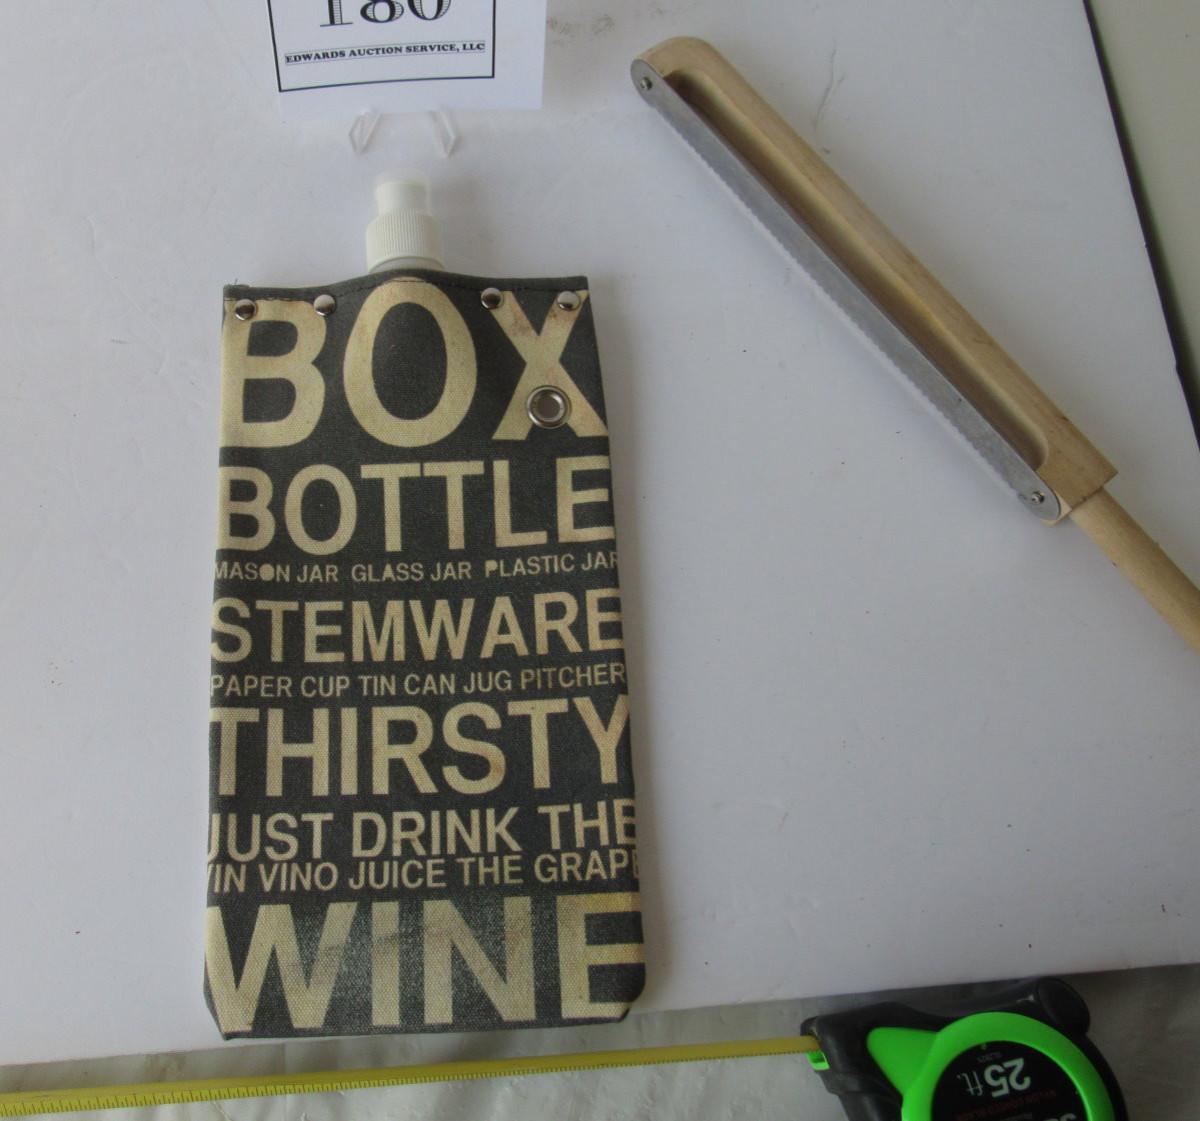 180
EDWARDS AUCTION SERVICE, LLC
BOX
BOTTLE
MASON JAR GLASS JAR PLASTIC JAR
STEMWARE
PAPER CUP TIN CAN JUG PITCHER
THIRSTY
JUST DRINK THE
VIN VINO JUICE THE GRAPE
WINE
25 ft.